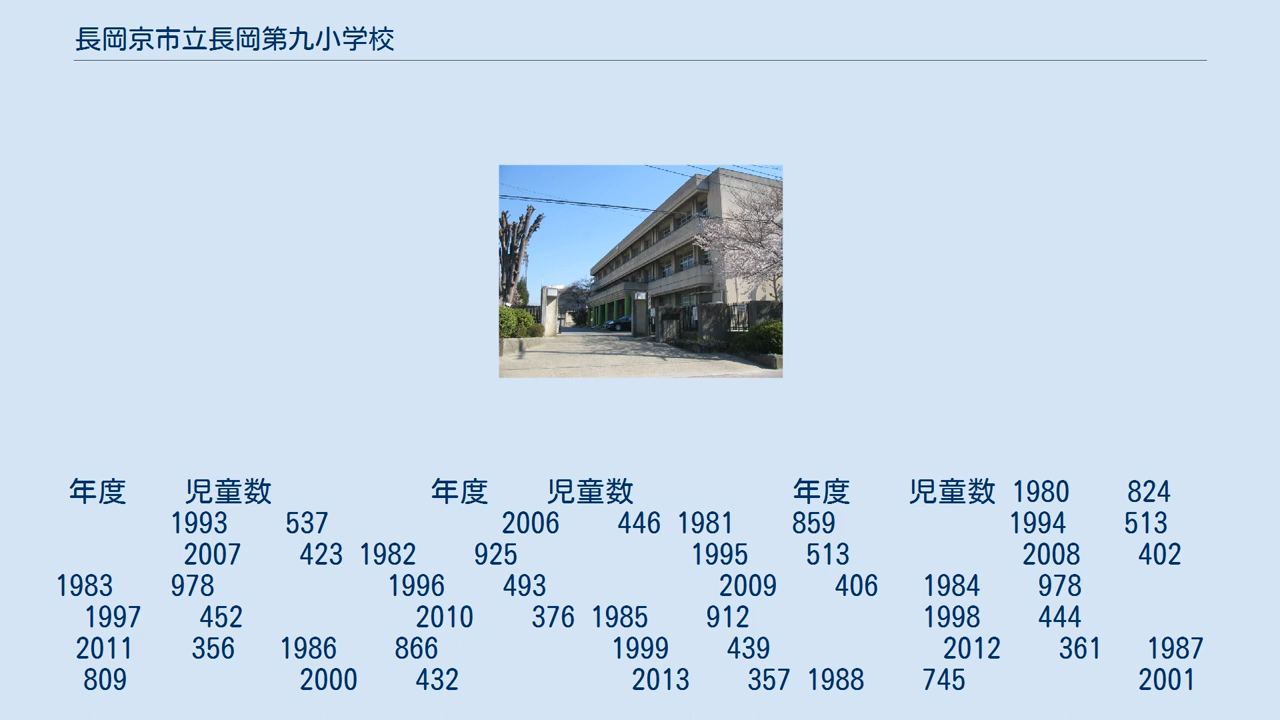 長岡京市立長岡第九小学校
年度 児童数 年度 児童数 年度 児童数 1980 824
1993 537 2006 446 1981 859 1994 513
2007 423 1982 925 1995 513 2008 402
1983 978 1996 493 2009 406 1984 978
1997 452 2010 376 1985 912 1998 444
2011 356 1986 866 1999 439 2012 361 1987
809 2000 432 2013 357 1988 745 2001